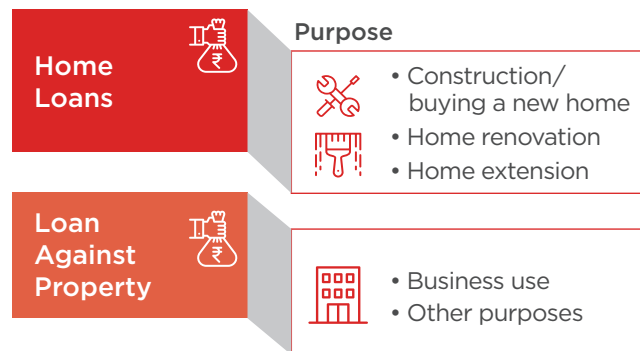 Purpose
Home
Loans
₹
• Construction/
buying a new home
• Home renovation
• Home extension
Loan
Against
Property
₹
• Business use
• Other purposes